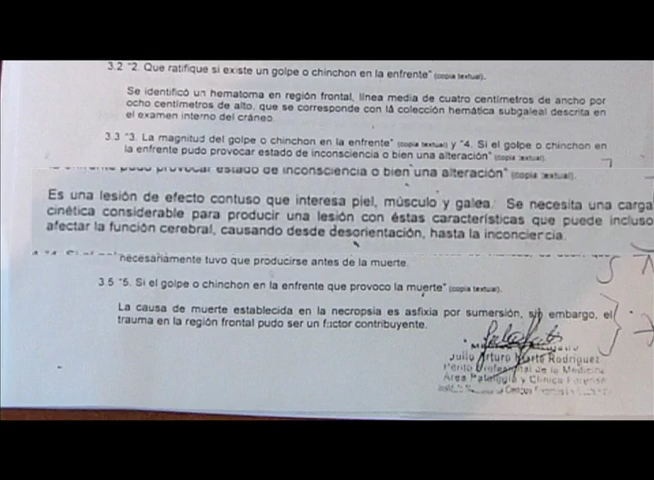 3.2 "2. Que ratifique si existe un golpe o chinchon en la enfrente" (copia textual).
Se identificó un hematoma en región frontal, línea media de cuatro centímetros de ancho por
ocho centímetros de alto, que se corresponde con la colección hemática subgaleal descrita en
el examen interno del cráneo.
3.3 "3. La magnitud del golpe o chinchon en la enfrente" (copia textual) y "4. Si el golpe o chinchon en
la enfrente pudo provocar estado de inconsciencia o bien una alteración" (copia textual).
la enfrente pudo provocar estado de inconsciencia o bien una alteración" (copia textual).
Es una lesión de efecto contuso que interesa piel, músculo y galea. Se necesita una carga
cinética considerable para producir una lesión con éstas características que puede incluso
afectar la función cerebral, causando desde desorientación, hasta la inconciencia.
necesariamente tuvo que producirse antes de la muerte.
3.5 "5. Si el golpe o chinchon en la enfrente que provoco la muerte" (copia textual).
La causa de muerte establecida en la necropsia es asfixia por sumersión, sin embargo, el
trauma en la región frontal pudo ser un factor contribuyente.
Julio Arturo Rodríguez
Perito Profesional de la Medicina
Área Patología y Clínica Forense